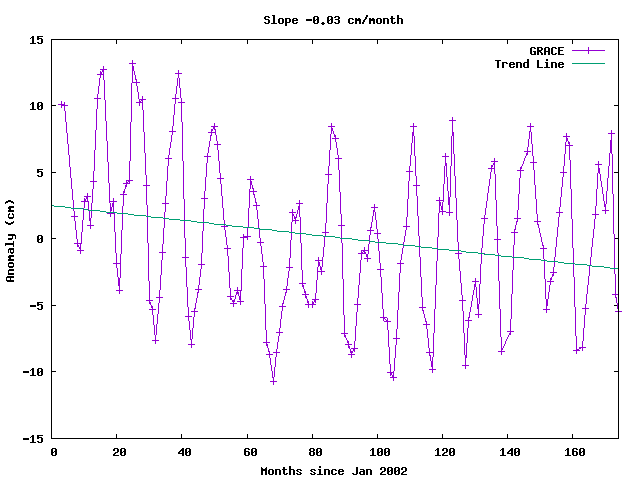 Slope -0.03 cm/month
GRACE
Trend Line
15
10
5
0
-5
-10
-15
Anomaly (cm)
0 20 40 60 80 100 120 140 160
Months since Jan 2002